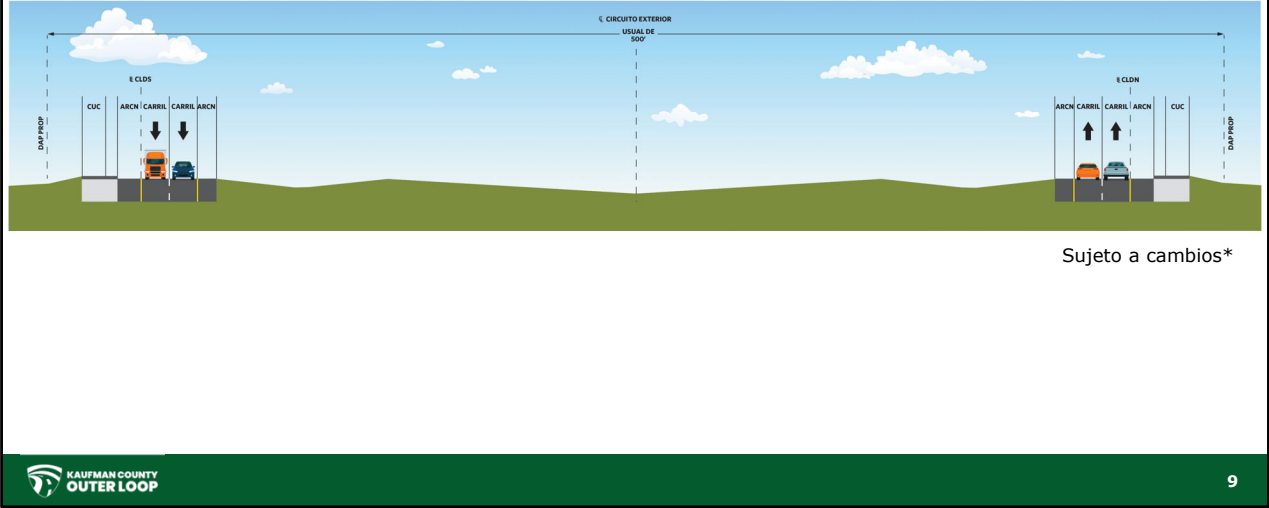 ℄ CIRCUITO EXTERIOR
USUAL DE
500'
℄ CLDS
CUC
ARCN
CARRIL
CARRIL
ARCN
DAP PROP
℄ CLDN
ARCN
CARRIL
CARRIL
ARCN
CUC
DAP PROP
Sujeto a cambios*
KAUFMAN COUNTY
OUTER LOOP
9